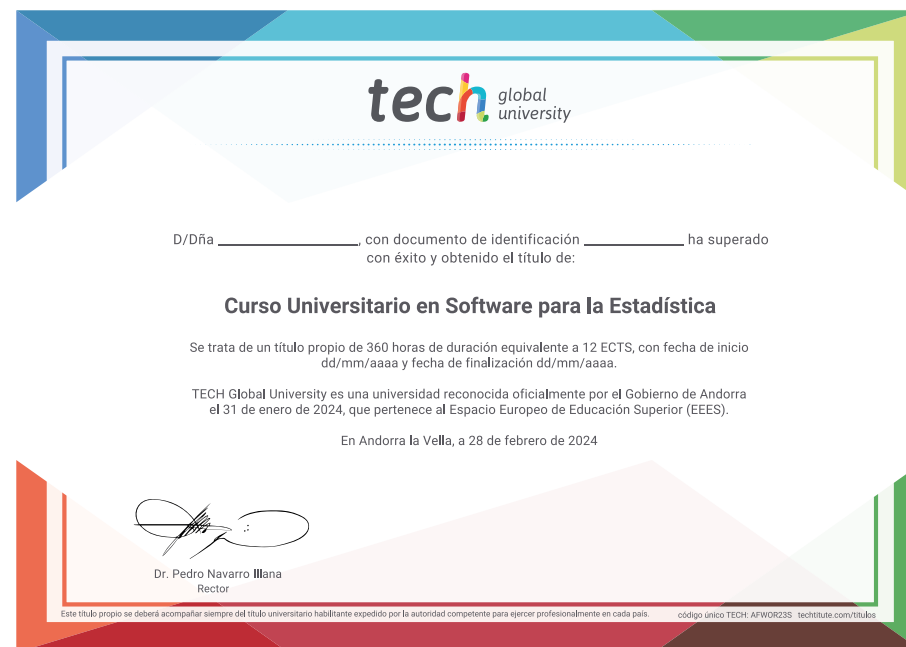 tech global university
D/Dña ____________________, con documento de identificación ______________ ha superado
con éxito y obtenido el título de:
Curso Universitario en Software para la Estadística
Se trata de un título propio de 360 horas de duración equivalente a 12 ECTS, con fecha de inicio
dd/mm/aaaa y fecha de finalización dd/mm/aaaa.
TECH Global University es una universidad reconocida oficialmente por el Gobierno de Andorra
el 31 de enero de 2024, que pertenece al Espacio Europeo de Educación Superior (EEES).
En Andorra la Vella, a 28 de febrero de 2024
Dr. Pedro Navarro Illana
Rector
Este título propio se deberá acompañar siempre del título universitario habilitante expedido por la autoridad competente para ejercer profesionalmente en cada país. código único TECH: AFWOR23S techtitute.com/titulos